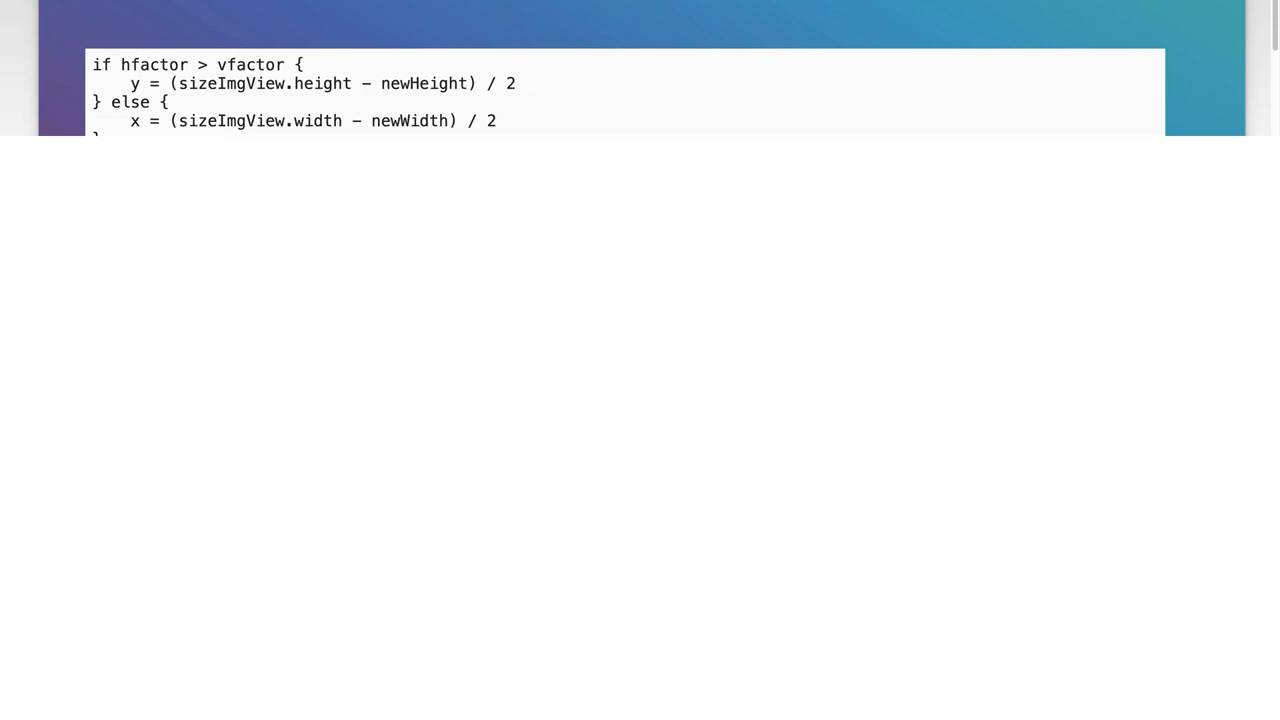 if hfactor > vfactor {
    y = (sizeImgView.height – newHeight) / 2
} else {
    x = (sizeImgView.width – newWidth) / 2
}